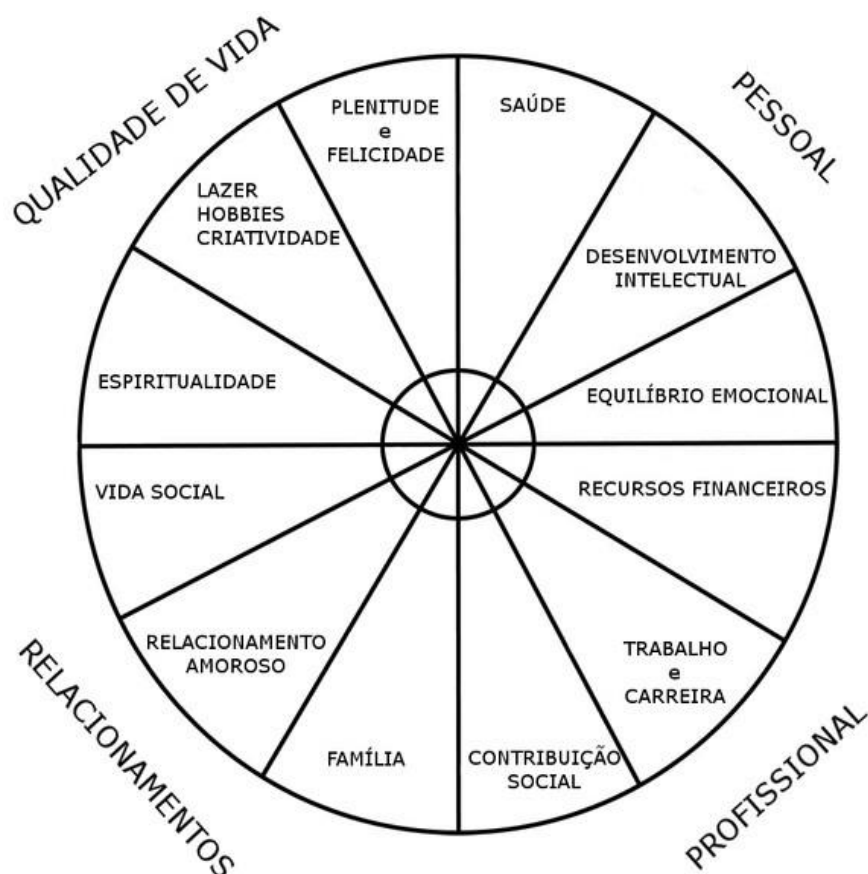 QUALIDADE DE VIDA
PESSOAL
PLENITUDE
e
FELICIDADE
SAÚDE
LAZER
HOBBIES
CRIATIVIDADE
DESENVOLVIMENTO
INTELECTUAL
ESPIRITUALIDADE
EQUILÍBRIO EMOCIONAL
VIDA SOCIAL
RECURSOS FINANCEIROS
RELACIONAMENTO
AMOROSO
TRABALHO
e
CARREIRA
FAMÍLIA
CONTRIBUIÇÃO
SOCIAL
RELACIONAMENTOS
PROFISSIONAL